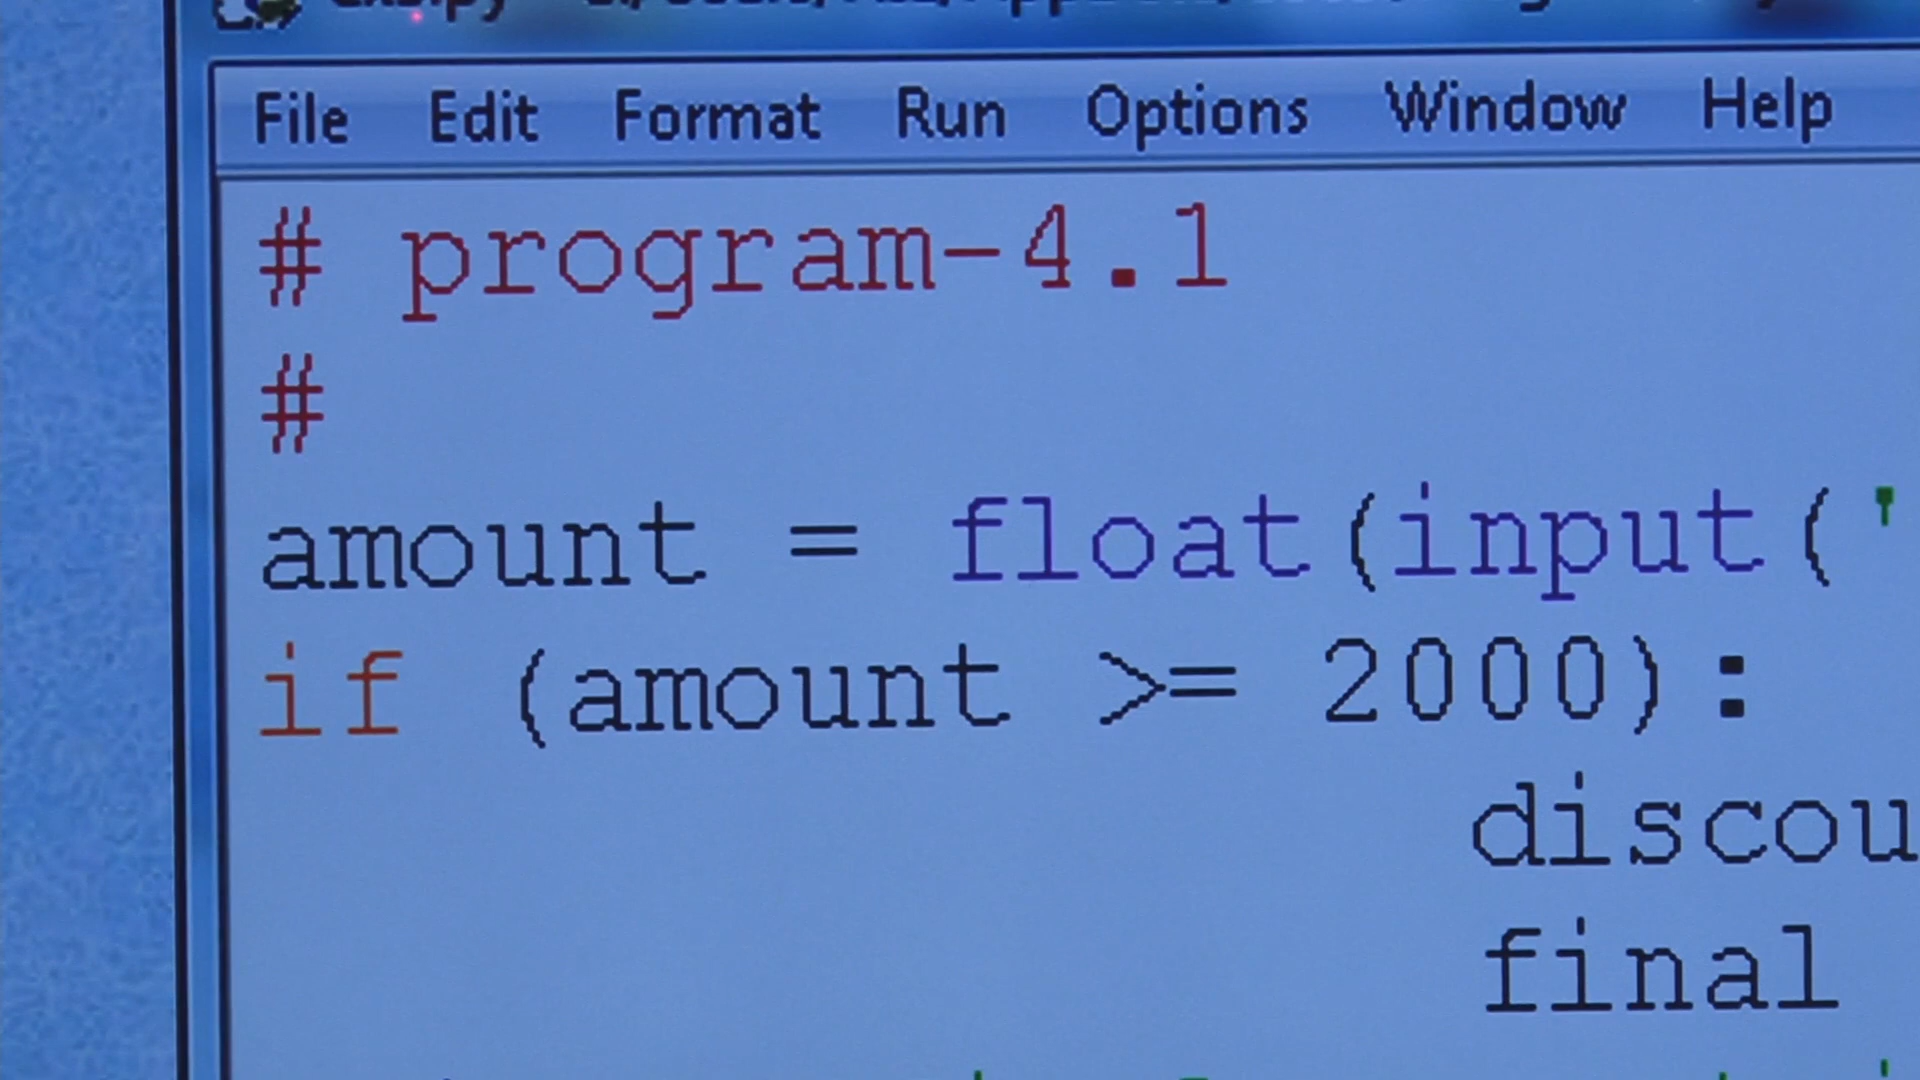 File Edit Format Run Options Window Help
# program-4.1
#
amount = float(input('
if (amount >= 2000):
discou
final